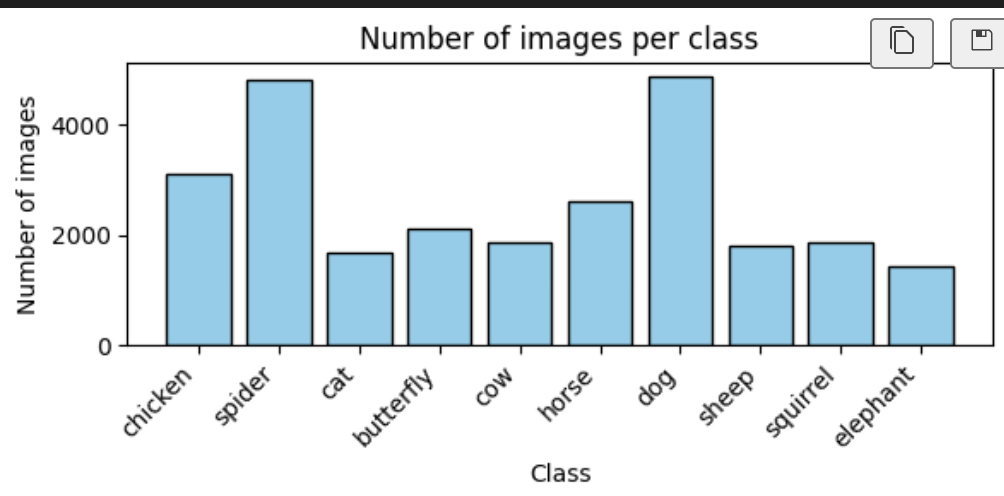 Number of images per class
Number of images
4000
2000
0
chicken
spider
cat
butterfly
cow
horse
dog
sheep
squirrel
elephant
Class